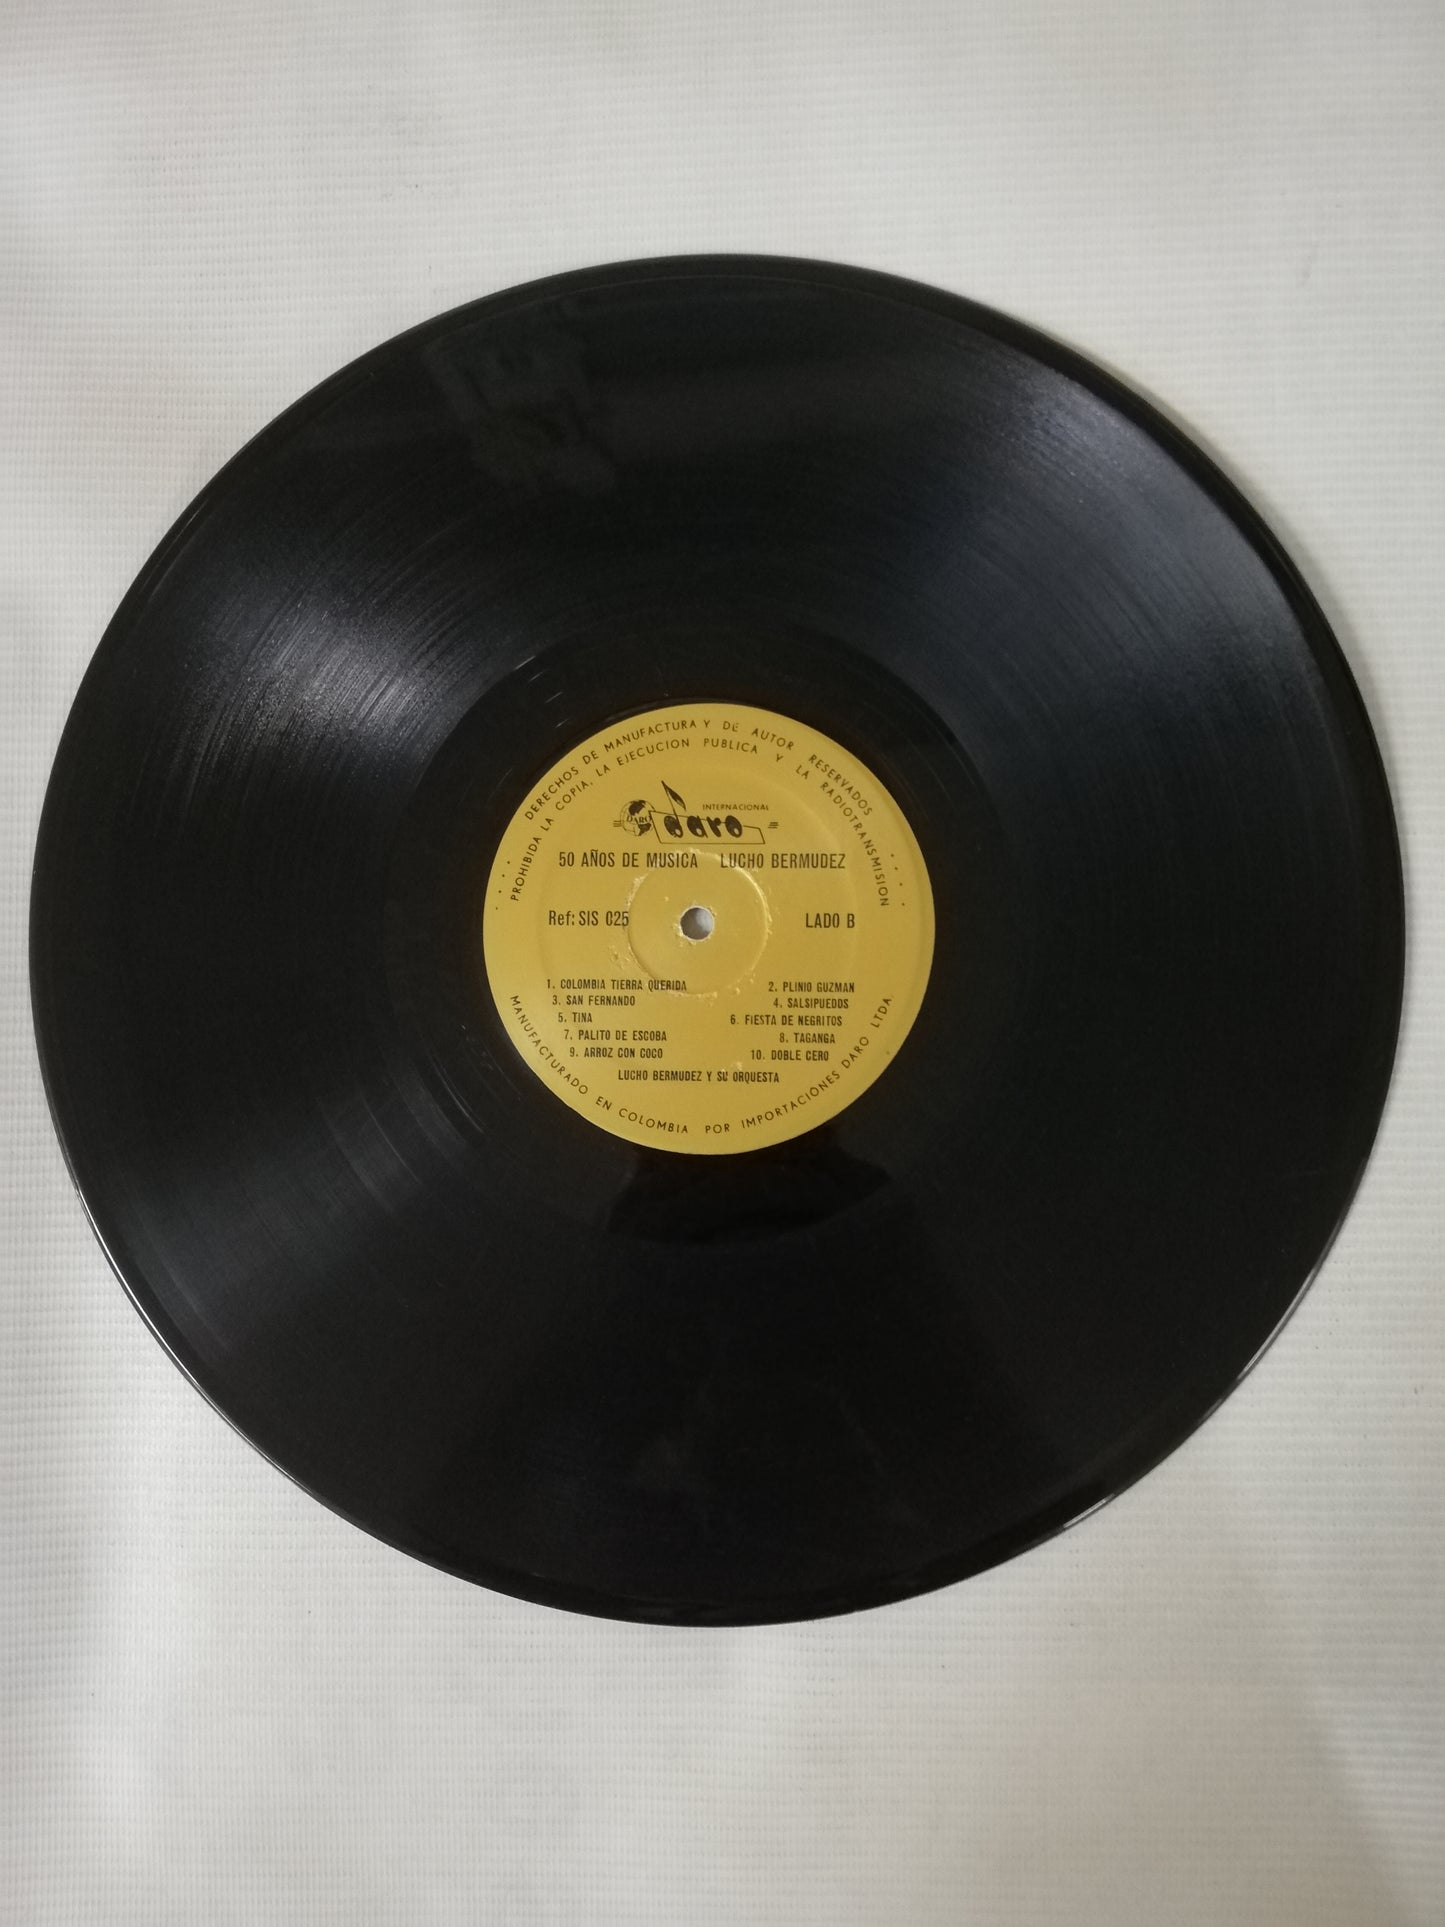 DERECHOS DE MANUFACTURA Y DE AUTOR RESERVADOS
PROHIBIDA LA COPIA, LA EJECUCION PUBLICA Y LA RADIOTRANSMISION
INTERNACIONAL
DARO daro
50 AÑOS DE MUSICA LUCHO BERMUDEZ
Ref: SIS 025 LADO B
1. COLOMBIA TIERRA QUERIDA 2. PLINIO GUZMAN
3. SAN FERNANDO 4. SALSIPUEDOS
5. TINA 6. FIESTA DE NEGRITOS
7. PALITO DE ESCOBA 8. TAGANGA
9. ARROZ CON COCO 10. DOBLE CERO
LUCHO BERMUDEZ Y SU ORQUESTA
MANUFACTURADO EN COLOMBIA POR IMPORTACIONES DARO LTDA.